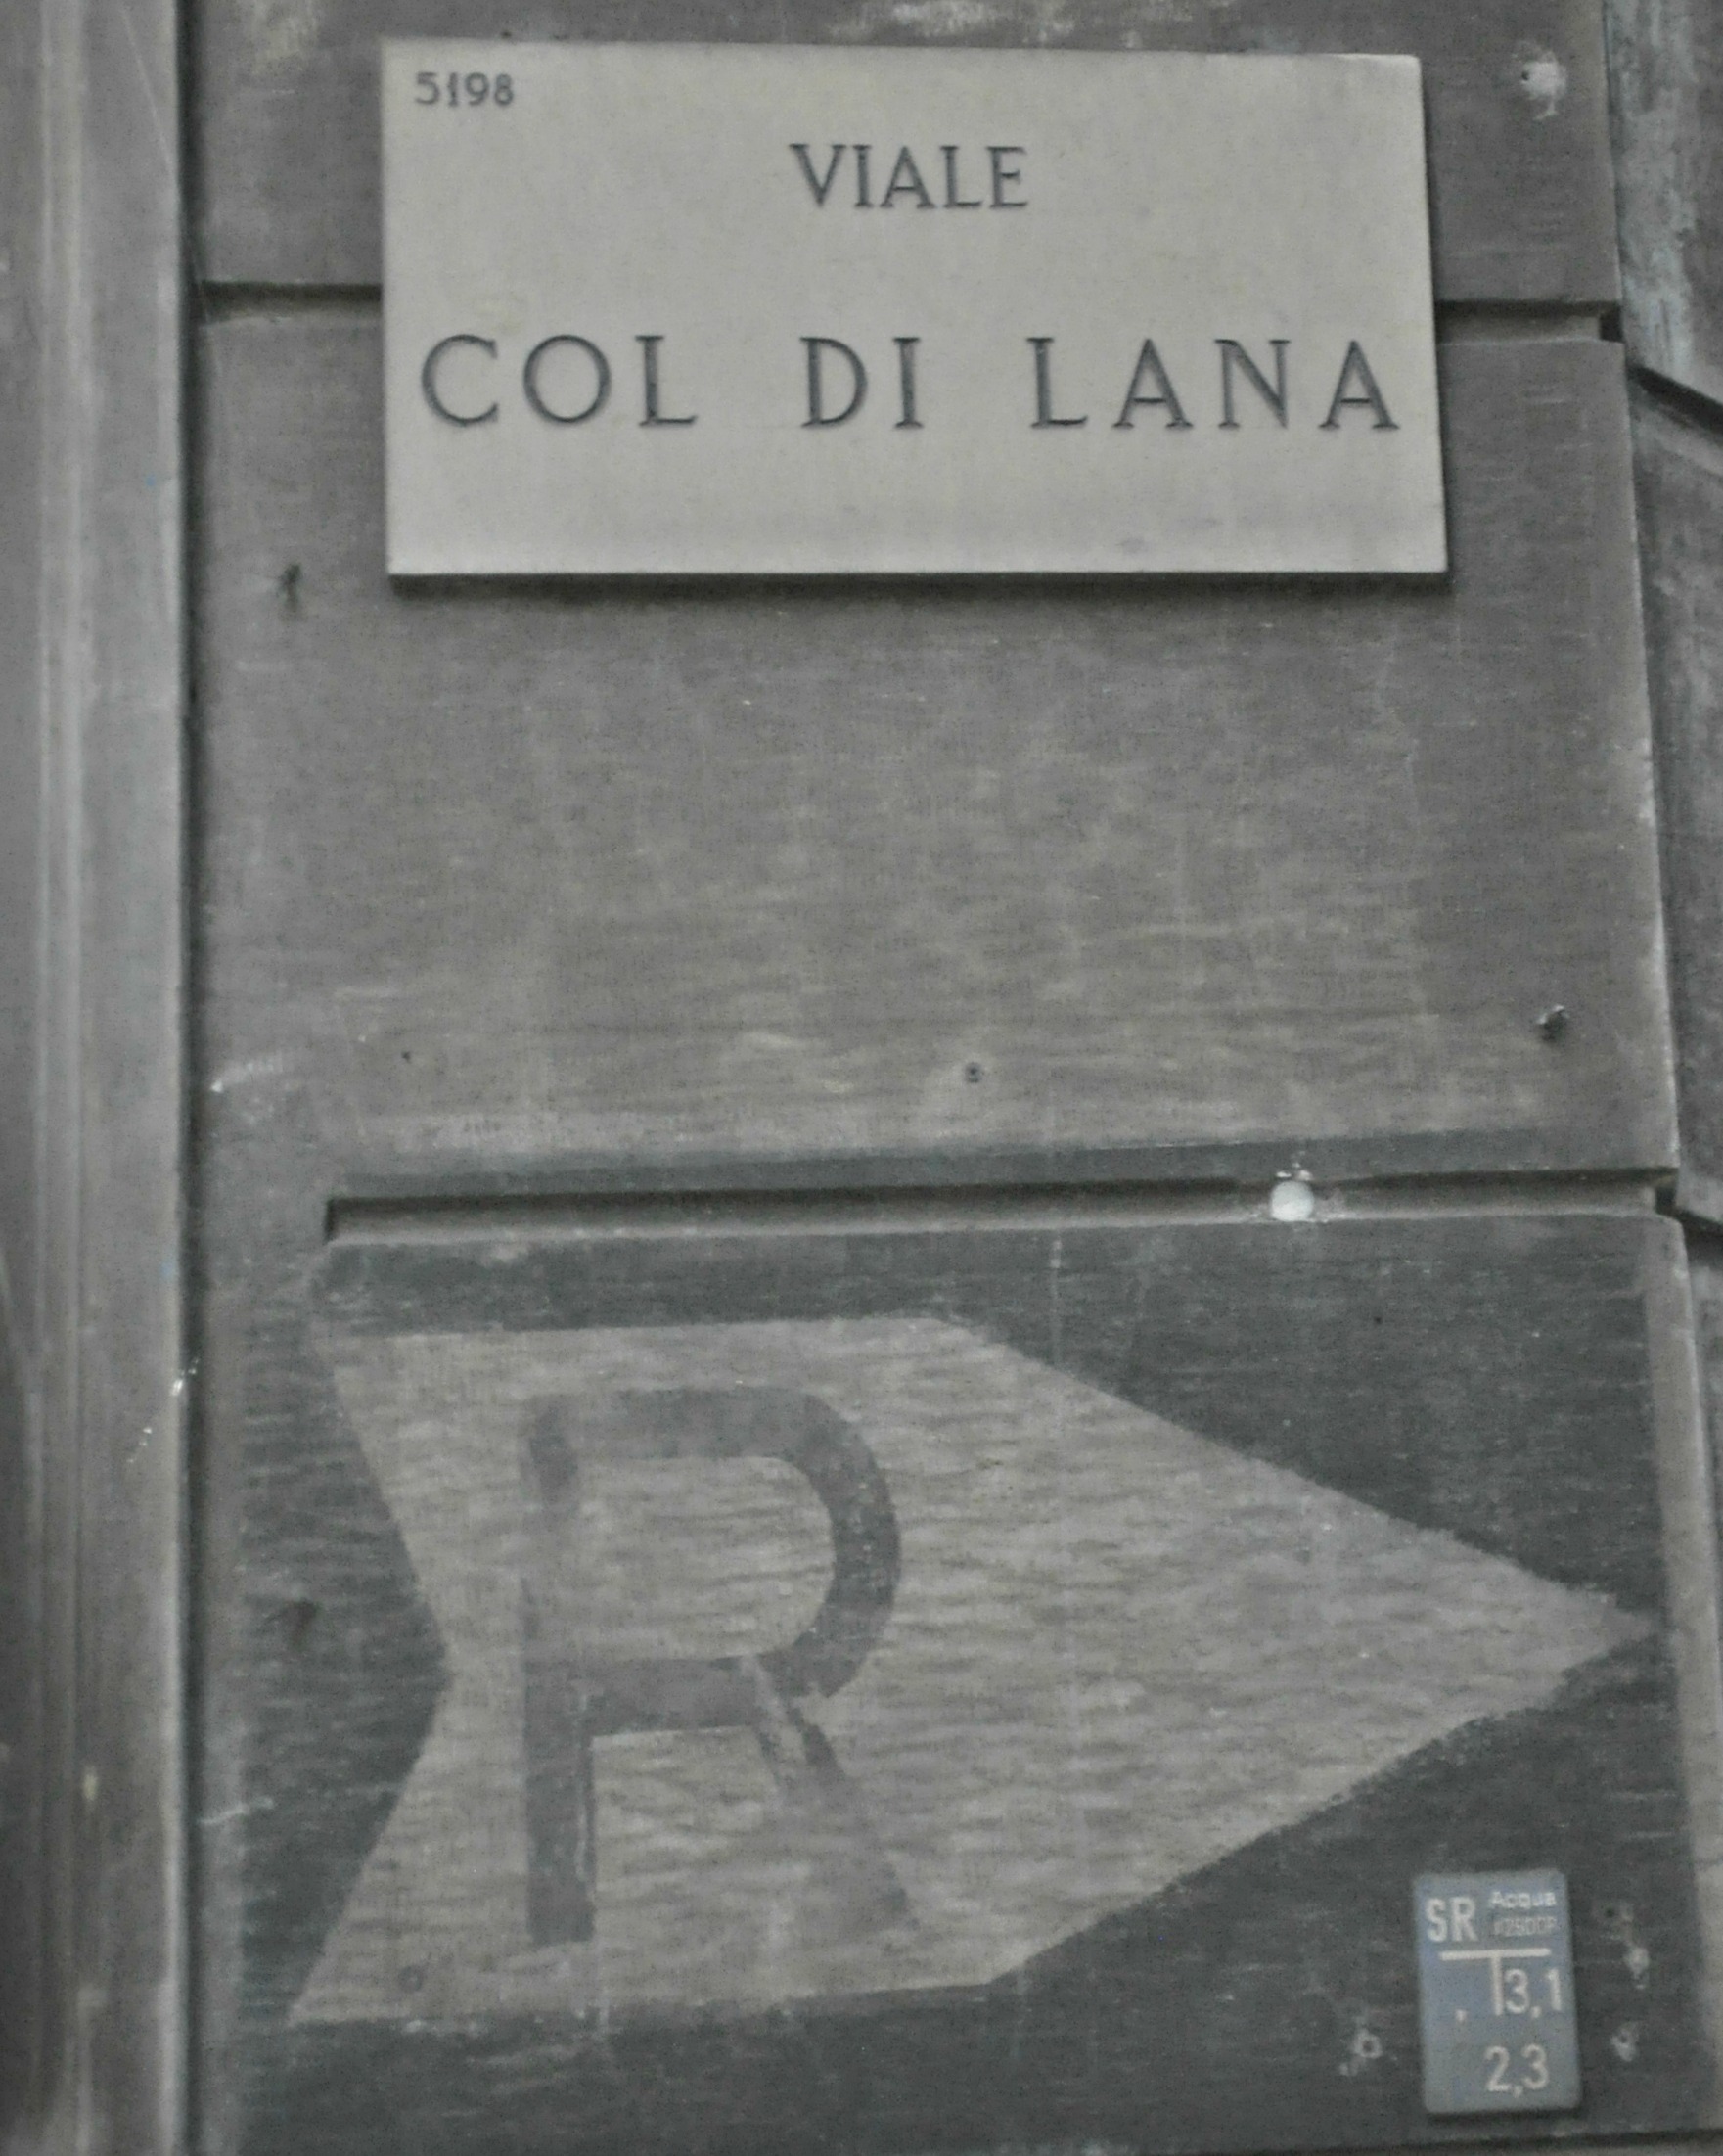 5198
VIALE
COL DI LANA
R
SR Acqua
3,1
2,3